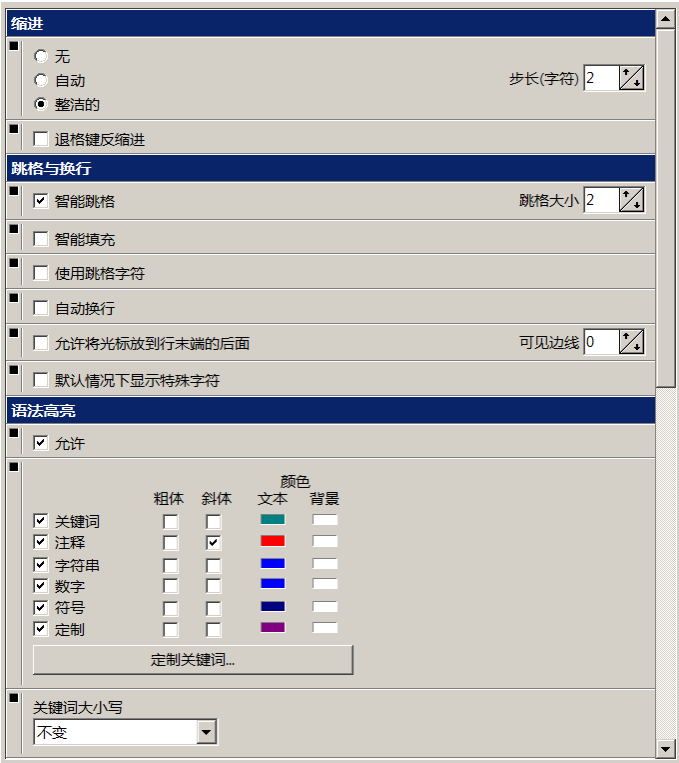 缩进
无
自动
步长(字符) 2
整洁的
退格键反缩进
跳格与换行
智能跳格 跳格大小 2
智能填充
使用跳格字符
自动换行
允许将光标放到行末端的后面 可见边线 0
默认情况下显示特殊字符
语法高亮
允许
颜色
粗体 斜体 文本 背景
关键词
注释
字符串
数字
符号
定制
定制关键词...
关键词大小写
不变